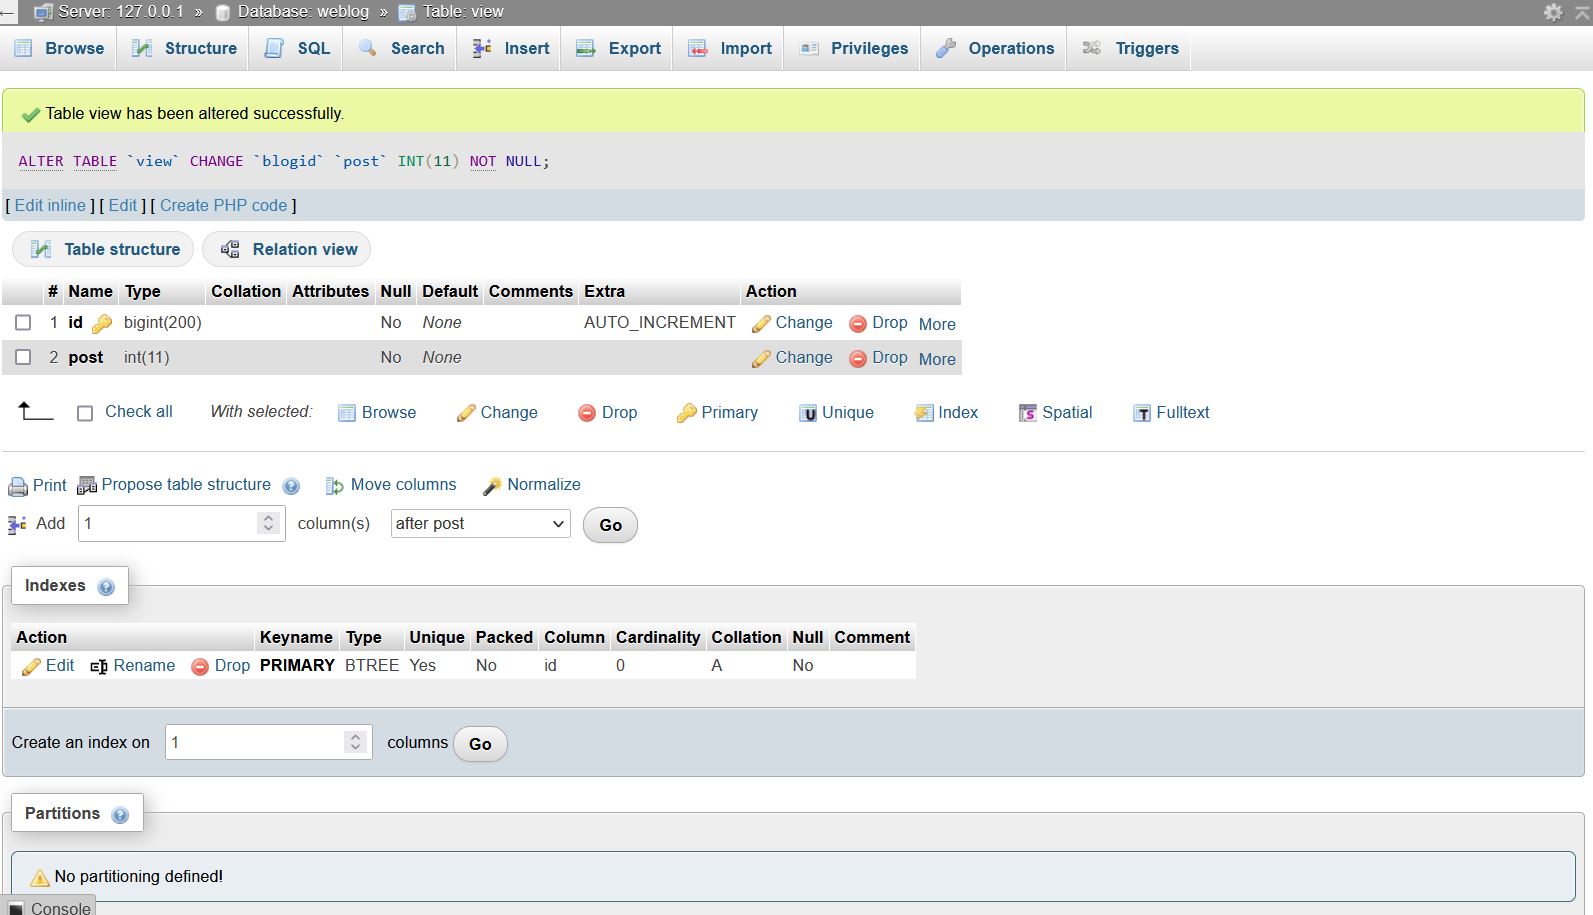 Server: 127.0.0.1 » Database: weblog » Table: view
Browse Structure SQL Search Insert Export Import Privileges Operations Triggers
Table view has been altered successfully.
ALTER TABLE `view` CHANGE `blogid` `post` INT(11) NOT NULL;
[ Edit inline ] [ Edit ] [ Create PHP code ]
Table structure Relation view
# Name Type Collation Attributes Null Default Comments Extra Action
1 id bigint(200) No None AUTO_INCREMENT Change Drop More
2 post int(11) No None Change Drop More
Check all With selected: Browse Change Drop Primary Unique Index Spatial Fulltext
Print Propose table structure Move columns Normalize
Add 1 column(s) after post Go
Indexes
Action Keyname Type Unique Packed Column Cardinality Collation Null Comment
Edit Rename Drop PRIMARY BTREE Yes No id 0 A No
Create an index on 1 columns Go
Partitions
No partitioning defined!
Console